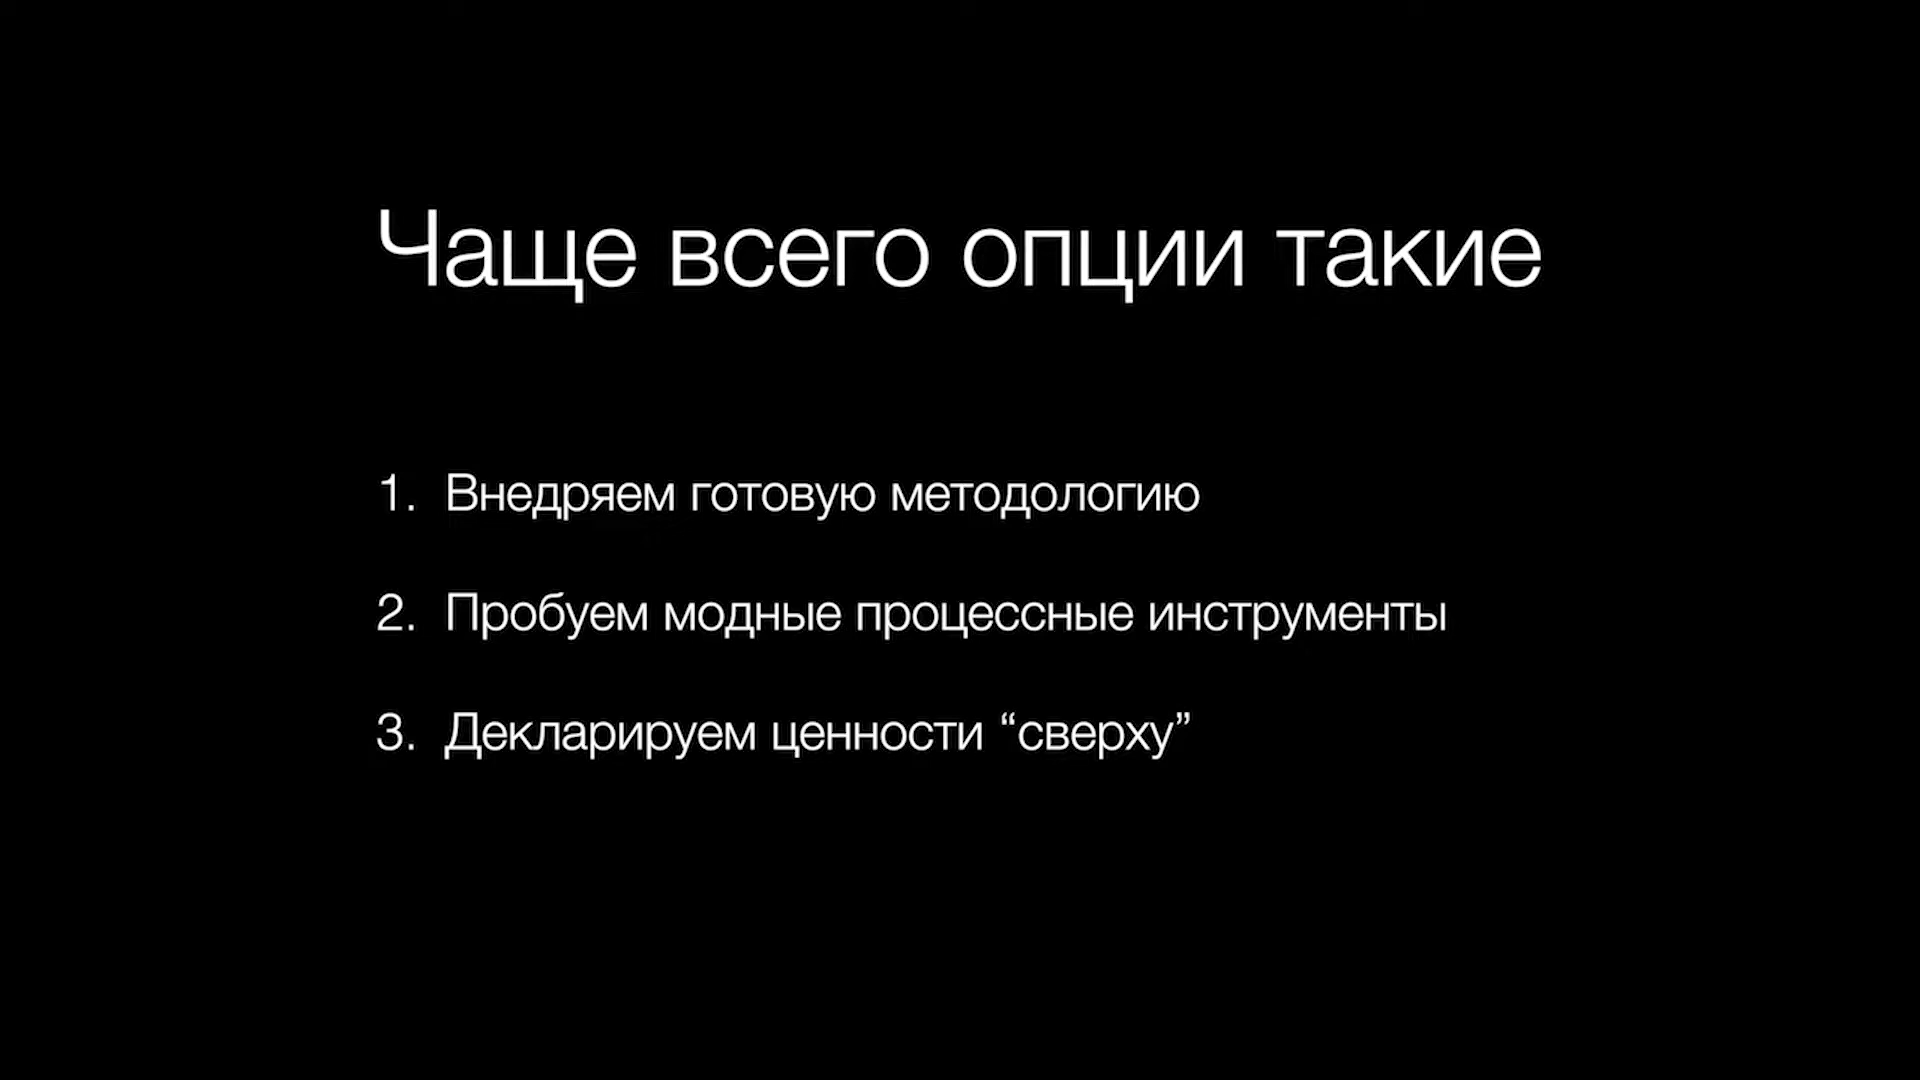 Чаще всего опции такие
1. Внедряем готовую методологию
2. Пробуем модные процессные инструменты
3. Декларируем ценности “сверху”